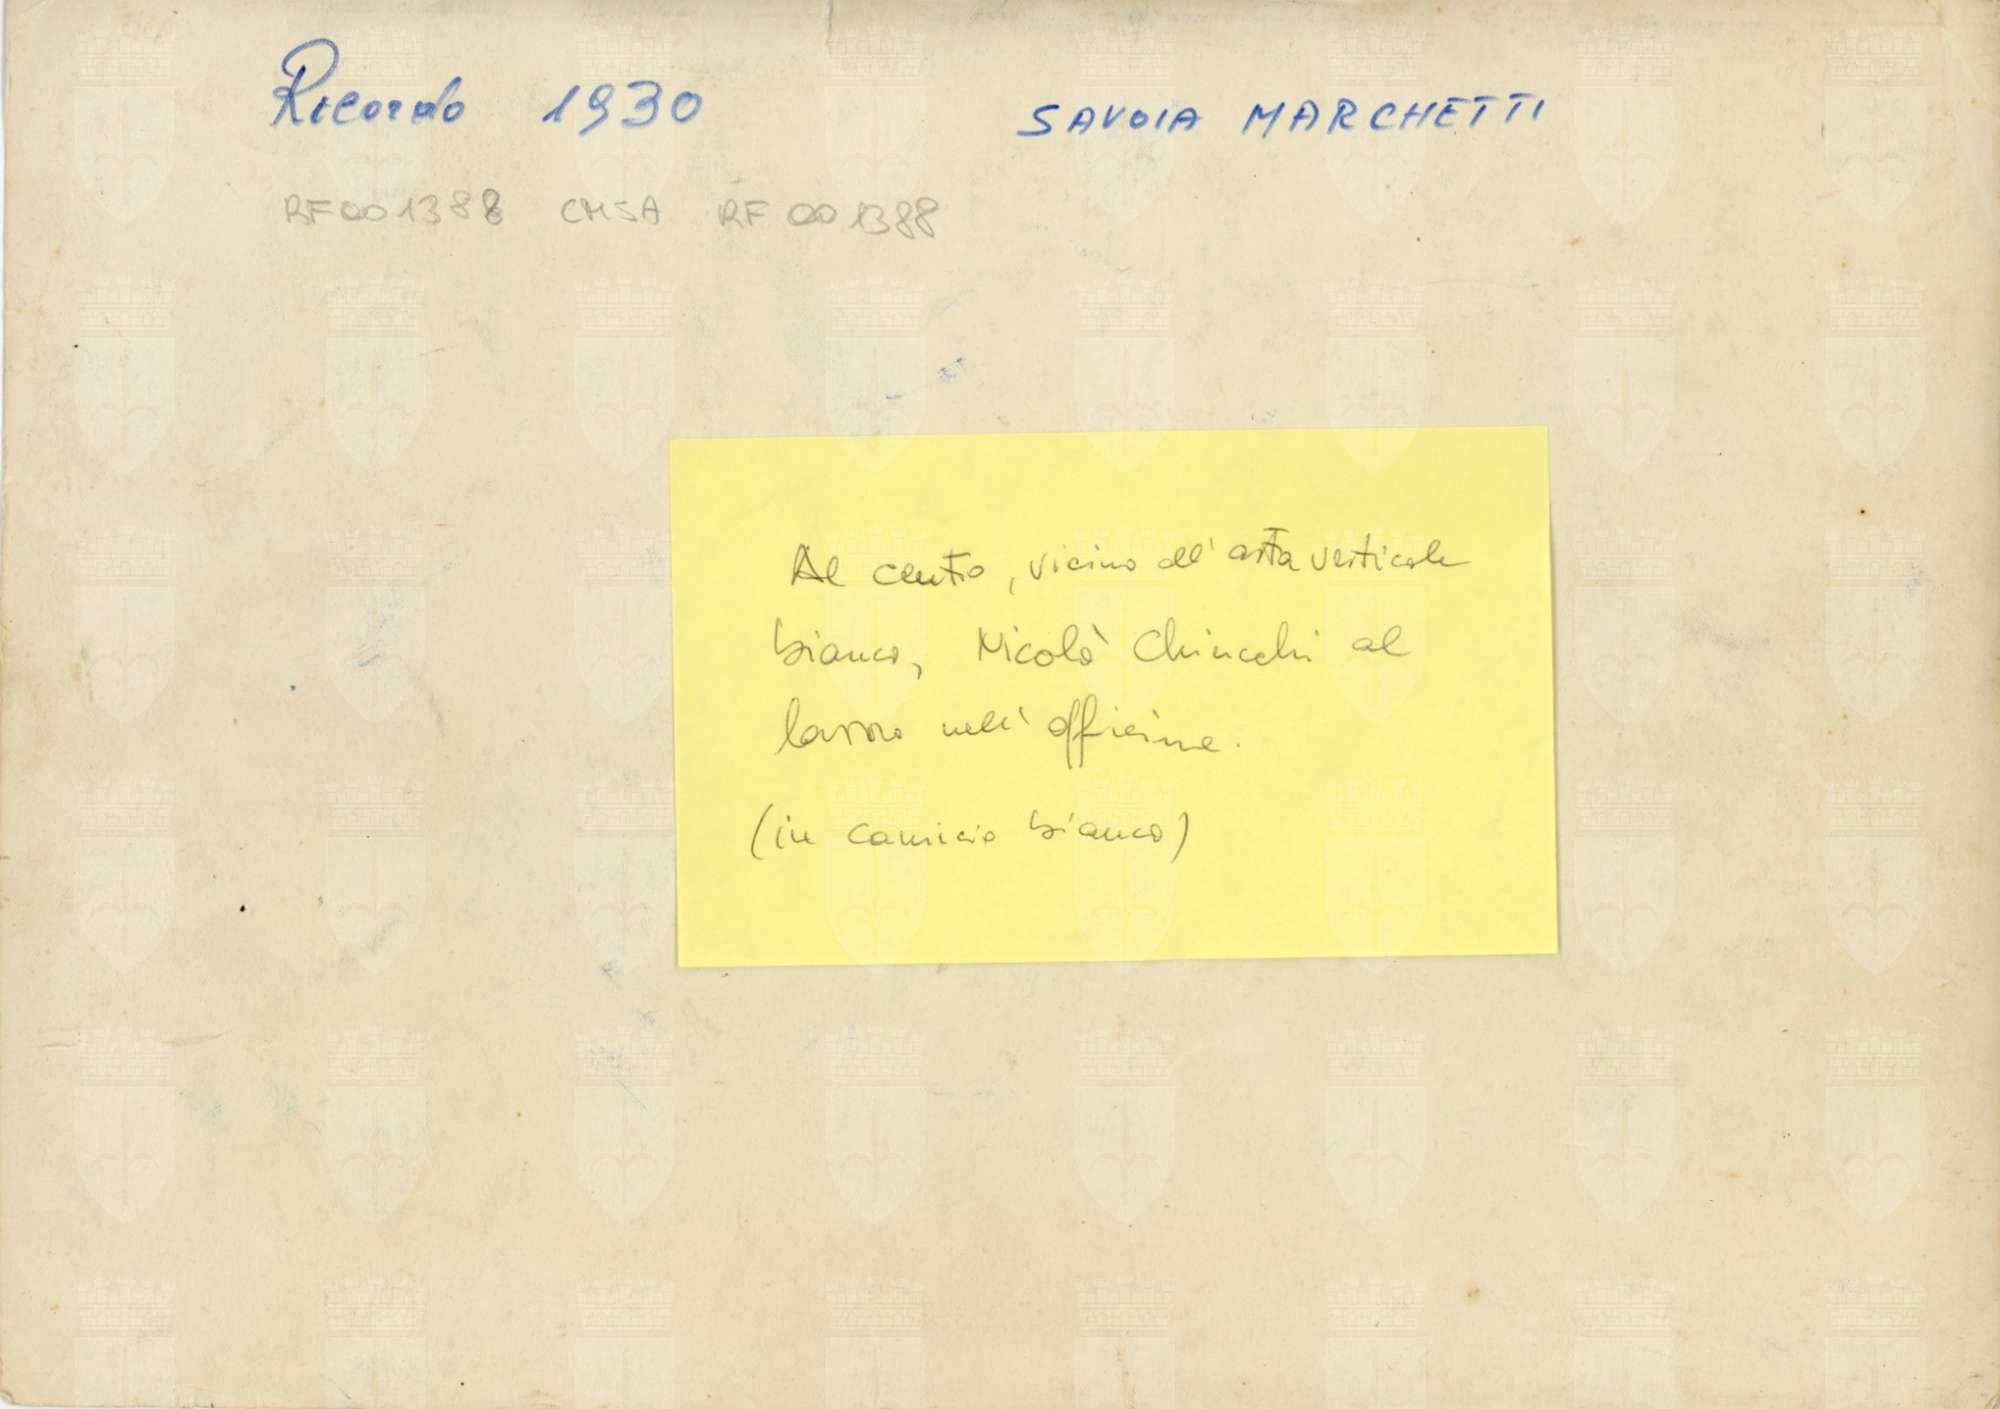 Ricordo 1930 SAVOIA MARCHETTI
RF001388 CMSA RF001388
Al centro, vicino all'asta verticale
bianca, Nicolò Chiucchi al
lavoro nell'officina.
(in camicia bianca)